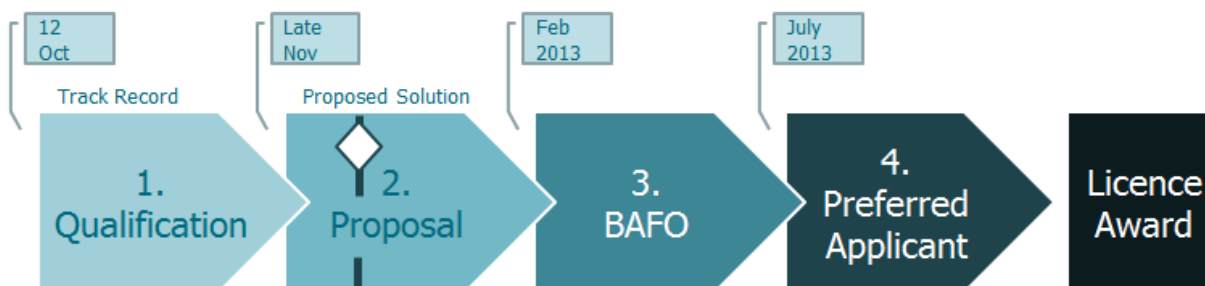 12
Oct
Late
Nov
Feb
2013
July
2013
Track Record
Proposed Solution
1.
Qualification
2.
Proposal
3.
BAFO
4.
Preferred
Applicant
Licence
Award